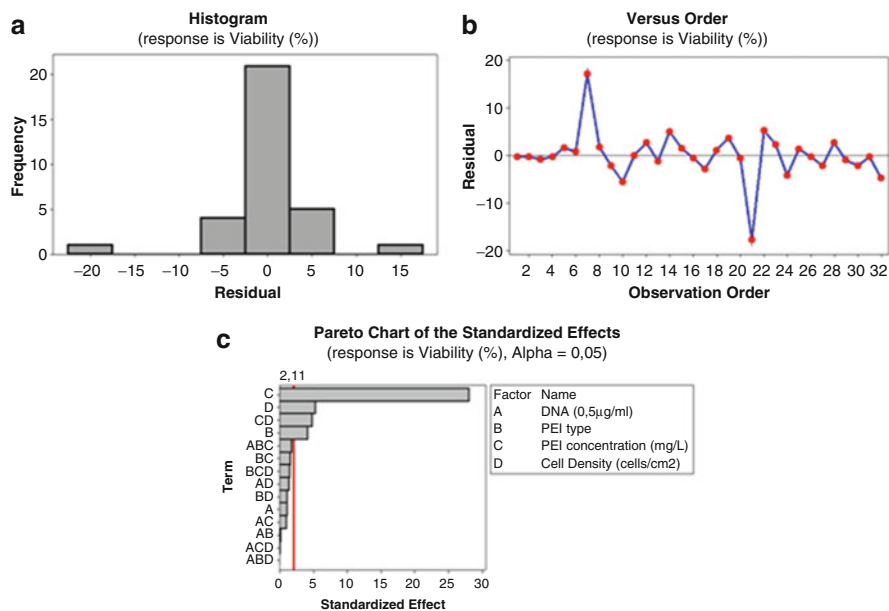 a
Histogram
(response is Viability (%))
Frequency
20
15
10
5
0
−20 −15 −10 −5 0 5 10 15
Residual
b
Versus Order
(response is Viability (%))
Residual
20
10
0
−10
−20
2 4 6 8 10 12 14 16 18 20 22 24 26 28 30 32
Observation Order
c
Pareto Chart of the Standardized Effects
(response is Viability (%), Alpha = 0,05)
2,11
Term
C
D
CD
B
ABC
BC
BCD
AD
BD
A
AC
AB
ACD
ABD
0 5 10 15 20 25 30
Standardized Effect
Factor Name
A DNA (0,5μg/ml)
B PEI type
C PEI concentration (mg/L)
D Cell Density (cells/cm2)